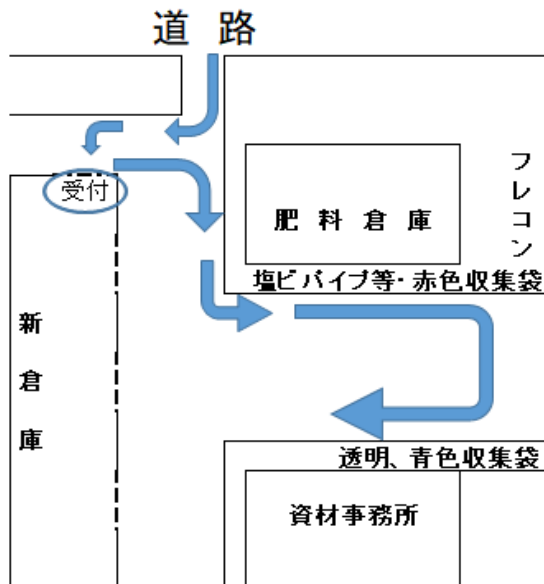 道 路
受付
フレコン
肥 料 倉 庫
塩ビパイプ等・赤色収集袋
新倉庫
透明、青色収集袋
資材事務所